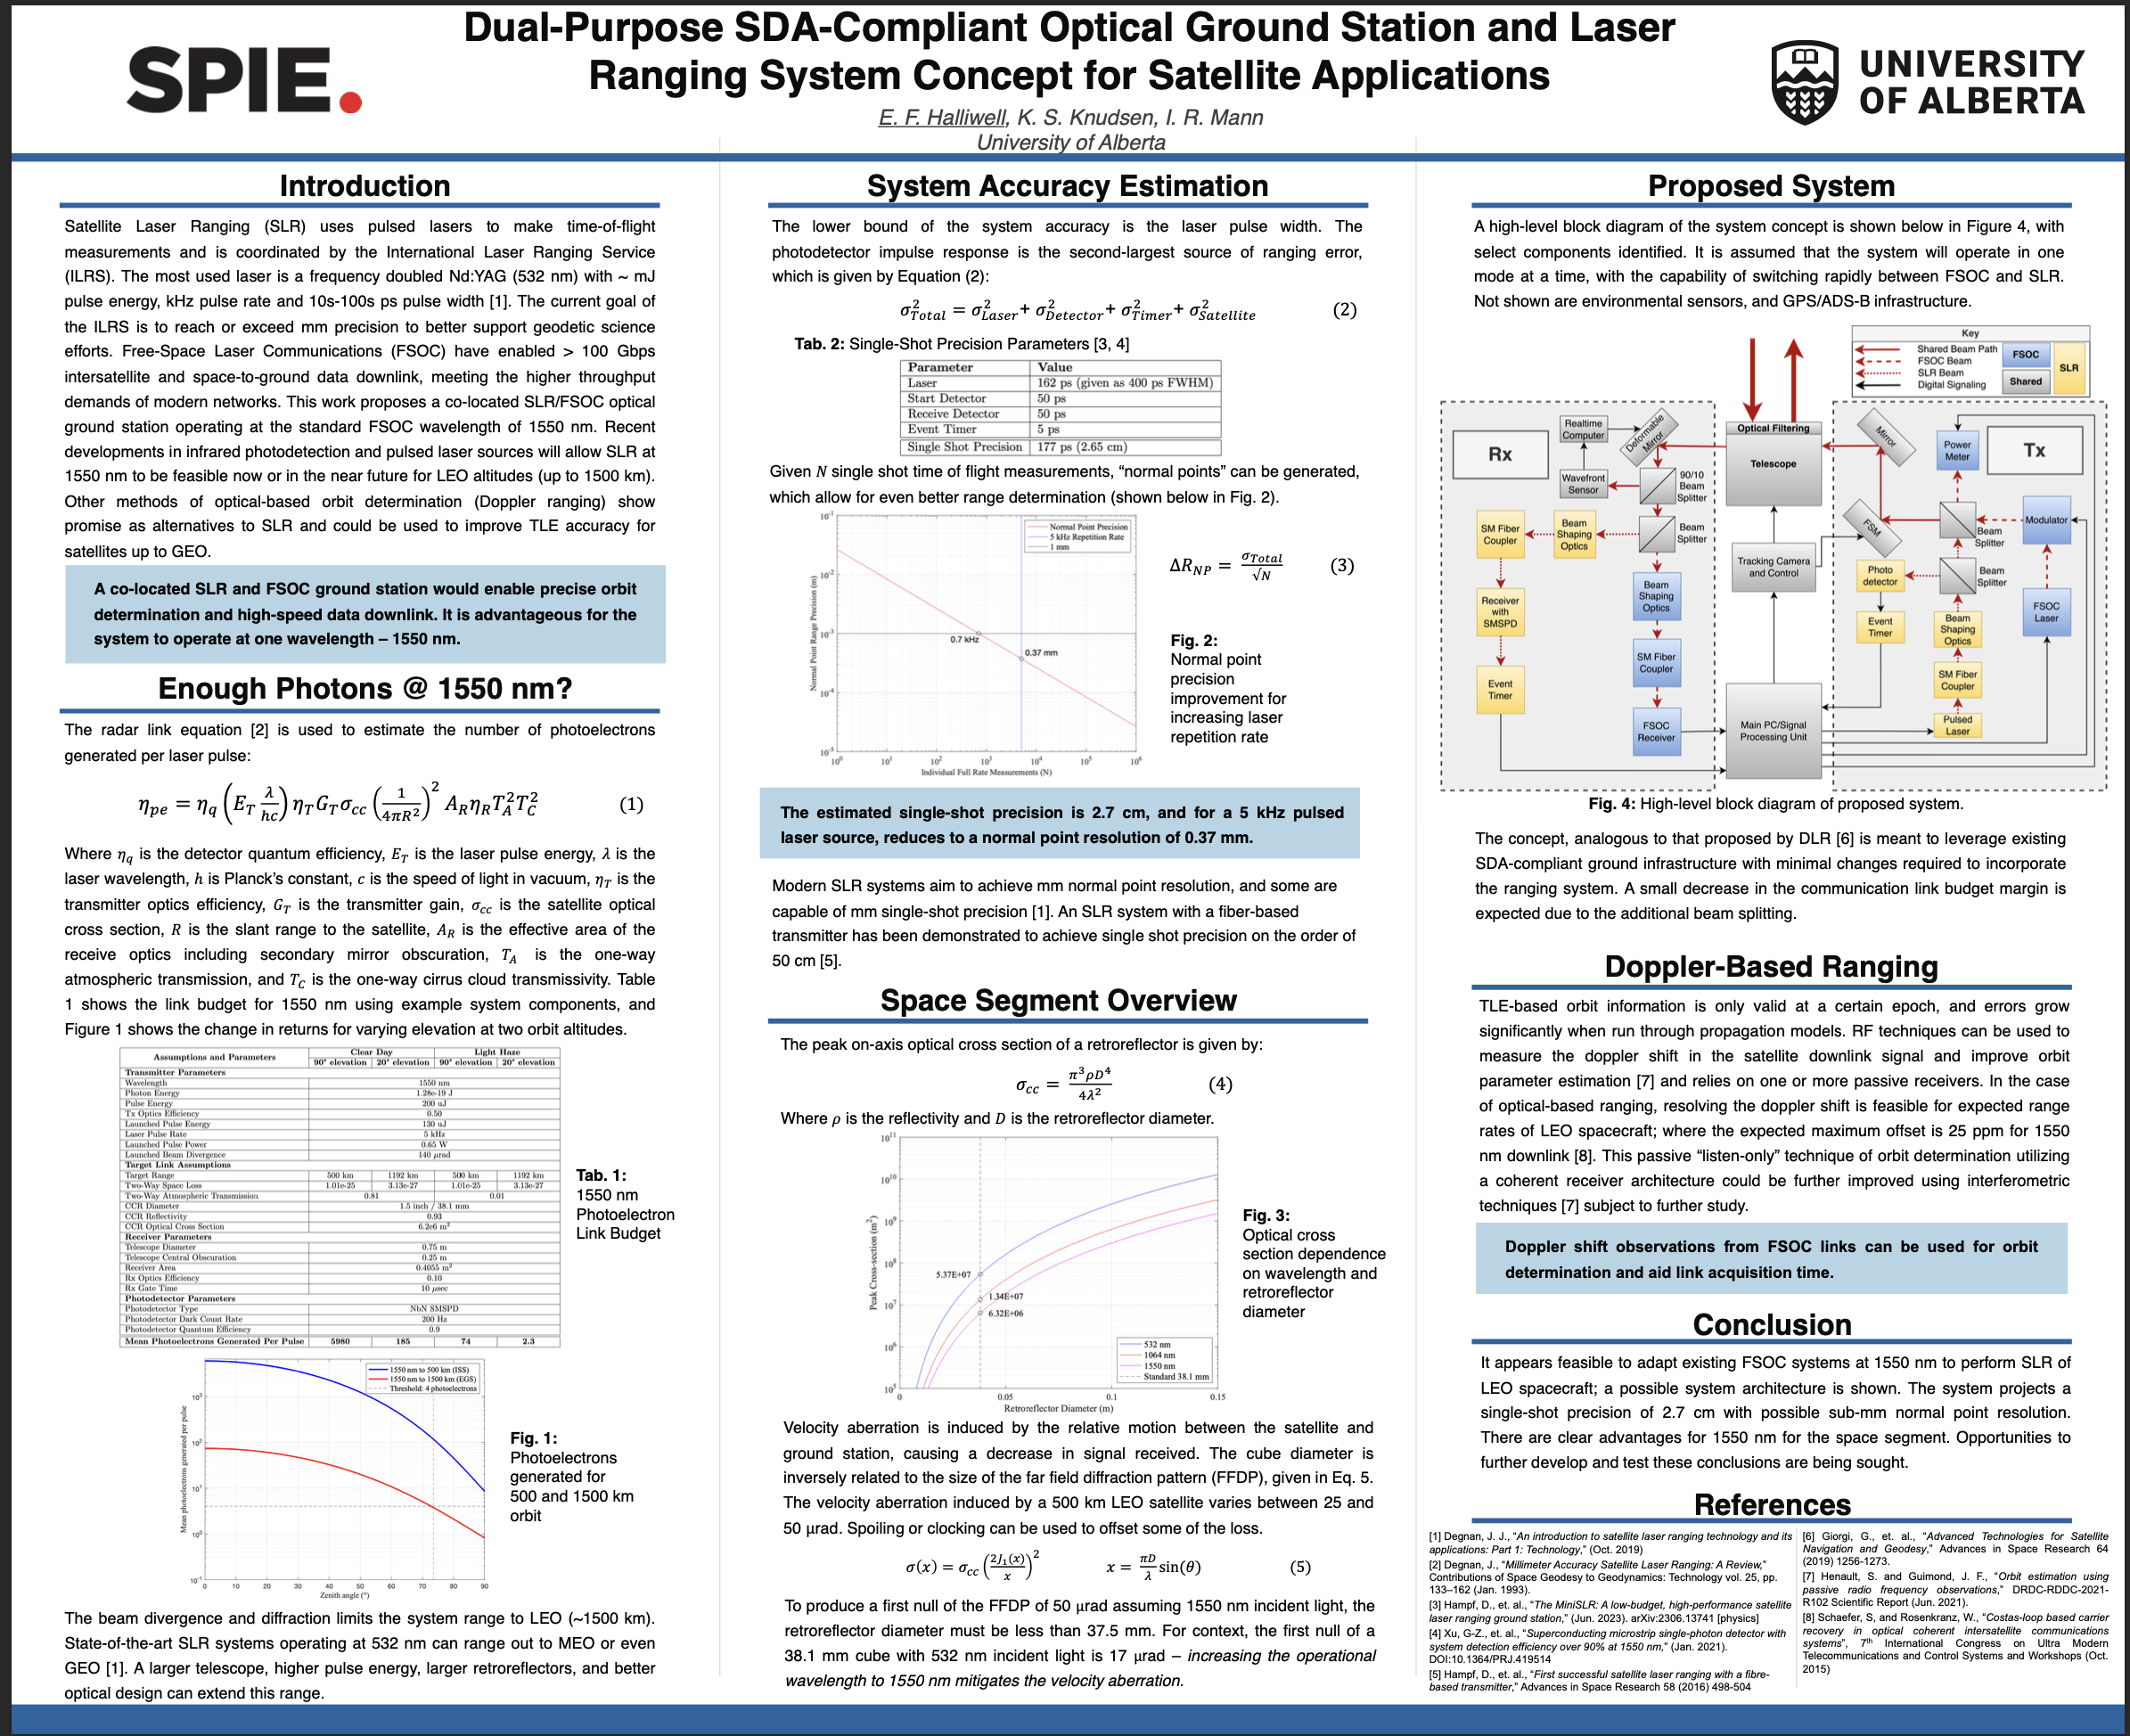 SPIE.
Dual-Purpose SDA-Compliant Optical Ground Station and Laser
Ranging System Concept for Satellite Applications
E. F. Halliwell, K. S. Knudsen, I. R. Mann
University of Alberta
UNIVERSITY
OF ALBERTA
Introduction
Satellite Laser Ranging (SLR) uses pulsed lasers to make time-of-flight
measurements and is coordinated by the International Laser Ranging Service
(ILRS). The most used laser is a frequency doubled Nd:YAG (532 nm) with ~ mJ
pulse energy, kHz pulse rate and 10s-100s ps pulse width [1]. The current goal of
the ILRS is to reach or exceed mm precision to better support geodetic science
efforts. Free-Space Laser Communications (FSOC) have enabled > 100 Gbps
intersatellite and space-to-ground data downlink, meeting the higher throughput
demands of modern networks. This work proposes a co-located SLR/FSOC optical
ground station operating at the standard FSOC wavelength of 1550 nm. Recent
developments in infrared photodetection and pulsed laser sources will allow SLR at
1550 nm to be feasible now or in the near future for LEO altitudes (up to 1500 km).
Other methods of optical-based orbit determination (Doppler ranging) show
promise as alternatives to SLR and could be used to improve TLE accuracy for
satellites up to GEO.
A co-located SLR and FSOC ground station would enable precise orbit
determination and high-speed data downlink. It is advantageous for the
system to operate at one wavelength – 1550 nm.
Enough Photons @ 1550 nm?
The radar link equation [2] is used to estimate the number of photoelectrons
generated per laser pulse:
η_pe = η_q (E_T λ/hc) η_T G_T σ_cc (1/4πR²)² A_R η_R T_A² T_C² (1)
Where η_q is the detector quantum efficiency, E_T is the laser pulse energy, λ is the
laser wavelength, h is Planck's constant, c is the speed of light in vacuum, η_T is the
transmitter optics efficiency, G_T is the transmitter gain, σ_cc is the satellite optical
cross section, R is the slant range to the satellite, A_R is the effective area of the
receive optics including secondary mirror obscuration, T_A is the one-way
atmospheric transmission, and T_C is the one-way cirrus cloud transmissivity. Table
1 shows the link budget for 1550 nm using example system components, and
Figure 1 shows the change in returns for varying elevation at two orbit altitudes.
Assumptions and Parameters Clear Day Light Haze
90° elevation 20° elevation 90° elevation 20° elevation
Transmitter Parameters
Wavelength 1550 nm
Photon Energy 1.28e-19 J
Pulse Energy 200 uJ
Tx Optics Efficiency 0.50
Launched Pulse Energy 130 uJ
Laser Pulse Rate 5 kHz
Launched Pulse Power 0.65 W
Launched Beam Divergence 140 μrad
Target Link Assumptions
Target Range 500 km 1192 km 500 km 1192 km
Two-Way Space Loss 1.01e-25 3.13e-27 1.01e-25 3.13e-27
Two-Way Atmospheric Transmission 0.81 0.01
CCR Diameter 1.5 inch / 38.1 mm
CCR Reflectivity 0.93
CCR Optical Cross Section 6.2e6 m²
Receiver Parameters
Telescope Diameter 0.75 m
Telescope Central Obscuration 0.25 m
Receiver Area 0.4055 m²
Rx Optics Efficiency 0.10
Rx Gate Time 10 μsec
Photodetector Parameters
Photodetector Type NbN SMSPD
Photodetector Dark Count Rate 200 Hz
Photodetector Quantum Efficiency 0.9
Mean Photoelectrons Generated Per Pulse 5980 185 74 2.3
Tab. 1:
1550 nm
Photoelectron
Link Budget
1550 nm to 500 km (ISS)
1550 nm to 1500 km (EGS)
Threshold: 4 photoelectrons
Mean photoelectrons generated per pulse
10³
10²
10¹
10⁰
10⁻¹
0 10 20 30 40 50 60 70 80 90
Zenith angle (°)
Fig. 1:
Photoelectrons
generated for
500 and 1500 km
orbit
The beam divergence and diffraction limits the system range to LEO (~1500 km).
State-of-the-art SLR systems operating at 532 nm can range out to MEO or even
GEO [1]. A larger telescope, higher pulse energy, larger retroreflectors, and better
optical design can extend this range.
System Accuracy Estimation
The lower bound of the system accuracy is the laser pulse width. The
photodetector impulse response is the second-largest source of ranging error,
which is given by Equation (2):
σ²_Total = σ²_Laser + σ²_Detector + σ²_Timer + σ²_Satellite (2)
Tab. 2: Single-Shot Precision Parameters [3, 4]
Parameter Value
Laser 162 ps (given as 400 ps FWHM)
Start Detector 50 ps
Receive Detector 50 ps
Event Timer 5 ps
Single Shot Precision 177 ps (2.65 cm)
Given N single shot time of flight measurements, “normal points” can be generated,
which allow for even better range determination (shown below in Fig. 2).
Normal Point Precision
5 kHz Repetition Rate
1 mm
Normal Point Range Precision (m)
10⁻¹
10⁻²
10⁻³
10⁻⁴
10⁻⁵
0.7 kHz
0.37 mm
10⁰ 10¹ 10² 10³ 10⁴ 10⁵ 10⁶
Individual Full Rate Measurements (N)
ΔR_NP = σ_Total/√N (3)
Fig. 2:
Normal point
precision
improvement for
increasing laser
repetition rate
The estimated single-shot precision is 2.7 cm, and for a 5 kHz pulsed
laser source, reduces to a normal point resolution of 0.37 mm.
Modern SLR systems aim to achieve mm normal point resolution, and some are
capable of mm single-shot precision [1]. An SLR system with a fiber-based
transmitter has been demonstrated to achieve single shot precision on the order of
50 cm [5].
Space Segment Overview
The peak on-axis optical cross section of a retroreflector is given by:
σ_cc = π³ρD⁴/4λ² (4)
Where ρ is the reflectivity and D is the retroreflector diameter.
Peak Cross-section (m²)
10¹¹
10¹⁰
10⁹
10⁸
10⁷
10⁶
10⁵
5.37E+07
1.34E+07
6.32E+06
532 nm
1064 nm
1550 nm
Standard 38.1 mm
0 0.05 0.1 0.15
Retroreflector Diameter (m)
Fig. 3:
Optical cross
section dependence
on wavelength and
retroreflector
diameter
Velocity aberration is induced by the relative motion between the satellite and
ground station, causing a decrease in signal received. The cube diameter is
inversely related to the size of the far field diffraction pattern (FFDP), given in Eq. 5.
The velocity aberration induced by a 500 km LEO satellite varies between 25 and
50 μrad. Spoiling or clocking can be used to offset some of the loss.
σ(x) = σ_cc (2J₁(x)/x)² x = πD/λ sin(θ) (5)
To produce a first null of the FFDP of 50 μrad assuming 1550 nm incident light, the
retroreflector diameter must be less than 37.5 mm. For context, the first null of a
38.1 mm cube with 532 nm incident light is 17 μrad – increasing the operational
wavelength to 1550 nm mitigates the velocity aberration.
Proposed System
A high-level block diagram of the system concept is shown below in Figure 4, with
select components identified. It is assumed that the system will operate in one
mode at a time, with the capability of switching rapidly between FSOC and SLR.
Not shown are environmental sensors, and GPS/ADS-B infrastructure.
Key
Shared Beam Path
FSOC Beam
SLR Beam
Digital Signaling
FSOC
Shared
SLR
Rx
Realtime
Computer
Deformable
Mirror
Wavefront
Sensor
90/10
Beam
Splitter
SM Fiber
Coupler
Beam
Shaping
Optics
Beam
Splitter
Receiver
with
SMSPD
Beam
Shaping
Optics
Event
Timer
SM Fiber
Coupler
FSOC
Receiver
Optical Filtering
Telescope
Tracking Camera
and Control
Main PC/Signal
Processing Unit
Mirror
Power
Meter
Tx
FSM
Beam
Splitter
Modulator
Photo
detector
Beam
Splitter
Event
Timer
Beam
Shaping
Optics
FSOC
Laser
SM Fiber
Coupler
Pulsed
Laser
Fig. 4: High-level block diagram of proposed system.
The concept, analogous to that proposed by DLR [6] is meant to leverage existing
SDA-compliant ground infrastructure with minimal changes required to incorporate
the ranging system. A small decrease in the communication link budget margin is
expected due to the additional beam splitting.
Doppler-Based Ranging
TLE-based orbit information is only valid at a certain epoch, and errors grow
significantly when run through propagation models. RF techniques can be used to
measure the doppler shift in the satellite downlink signal and improve orbit
parameter estimation [7] and relies on one or more passive receivers. In the case
of optical-based ranging, resolving the doppler shift is feasible for expected range
rates of LEO spacecraft; where the expected maximum offset is 25 ppm for 1550
nm downlink [8]. This passive “listen-only” technique of orbit determination utilizing
a coherent receiver architecture could be further improved using interferometric
techniques [7] subject to further study.
Doppler shift observations from FSOC links can be used for orbit
determination and aid link acquisition time.
Conclusion
It appears feasible to adapt existing FSOC systems at 1550 nm to perform SLR of
LEO spacecraft; a possible system architecture is shown. The system projects a
single-shot precision of 2.7 cm with possible sub-mm normal point resolution.
There are clear advantages for 1550 nm for the space segment. Opportunities to
further develop and test these conclusions are being sought.
References
[1] Degnan, J. J., “An introduction to satellite laser ranging technology and its
applications: Part 1: Technology,” (Oct. 2019)
[2] Degnan, J., “Millimeter Accuracy Satellite Laser Ranging: A Review,”
Contributions of Space Geodesy to Geodynamics: Technology vol. 25, pp.
133–162 (Jan. 1993).
[3] Hampf, D., et. al., “The MiniSLR: A low-budget, high-performance satellite
laser ranging ground station,” (Jun. 2023). arXiv:2306.13741 [physics]
[4] Xu, G-Z., et. al., “Superconducting microstrip single-photon detector with
system detection efficiency over 90% at 1550 nm,” (Jan. 2021).
DOI:10.1364/PRJ.419514
[5] Hampf, D., et. al., “First successful satellite laser ranging with a fibre-
based transmitter,” Advances in Space Research 58 (2016) 498-504
[6] Giorgi, G., et. al., “Advanced Technologies for Satellite
Navigation and Geodesy,” Advances in Space Research 64
(2019) 1256-1273.
[7] Henault, S. and Guimond, J. F., “Orbit estimation using
passive radio frequency observations,” DRDC-RDDC-2021-
R102 Scientific Report (Jun. 2021).
[8] Schaefer, S, and Rosenkranz, W., “Costas-loop based carrier
recovery in optical coherent intersatellite communications
systems”, 7th International Congress on Ultra Modern
Telecommunications and Control Systems and Workshops (Oct.
2015)